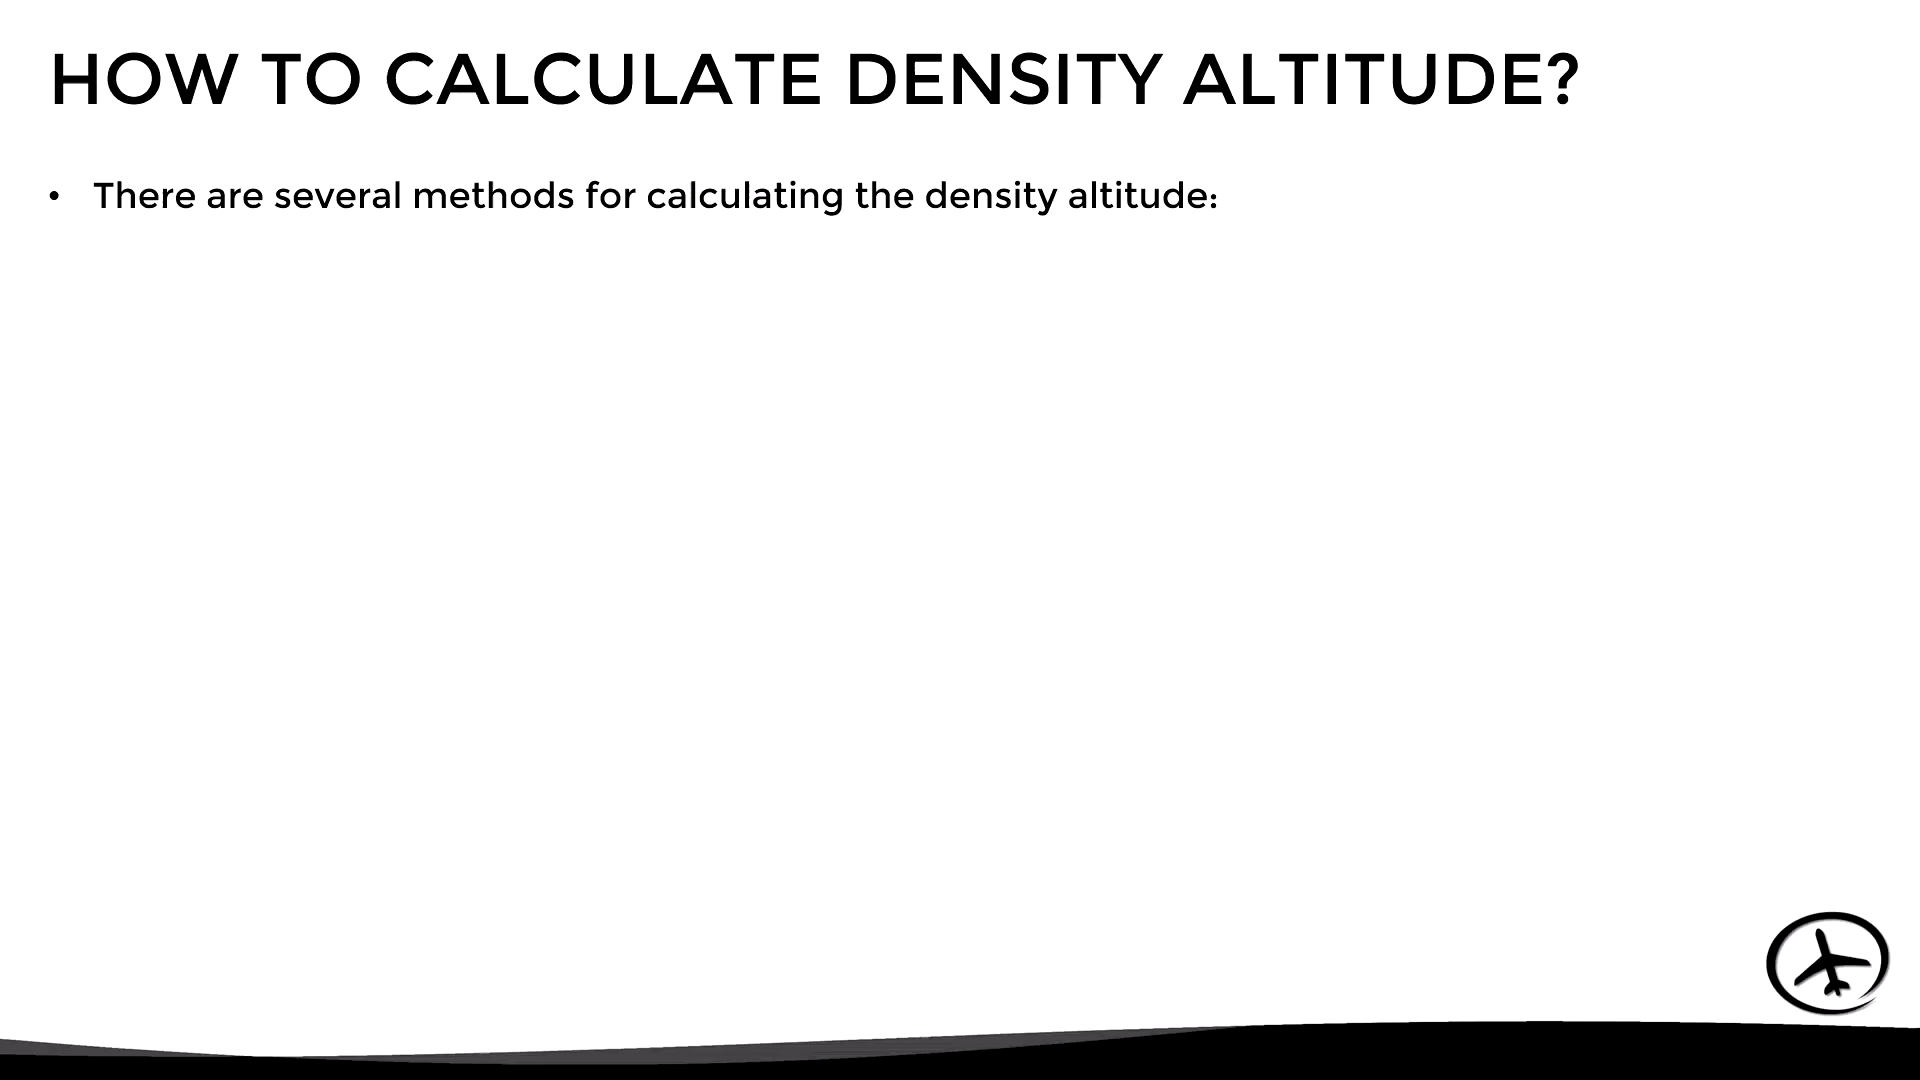 HOW TO CALCULATE DENSITY ALTITUDE?
• There are several methods for calculating the density altitude: